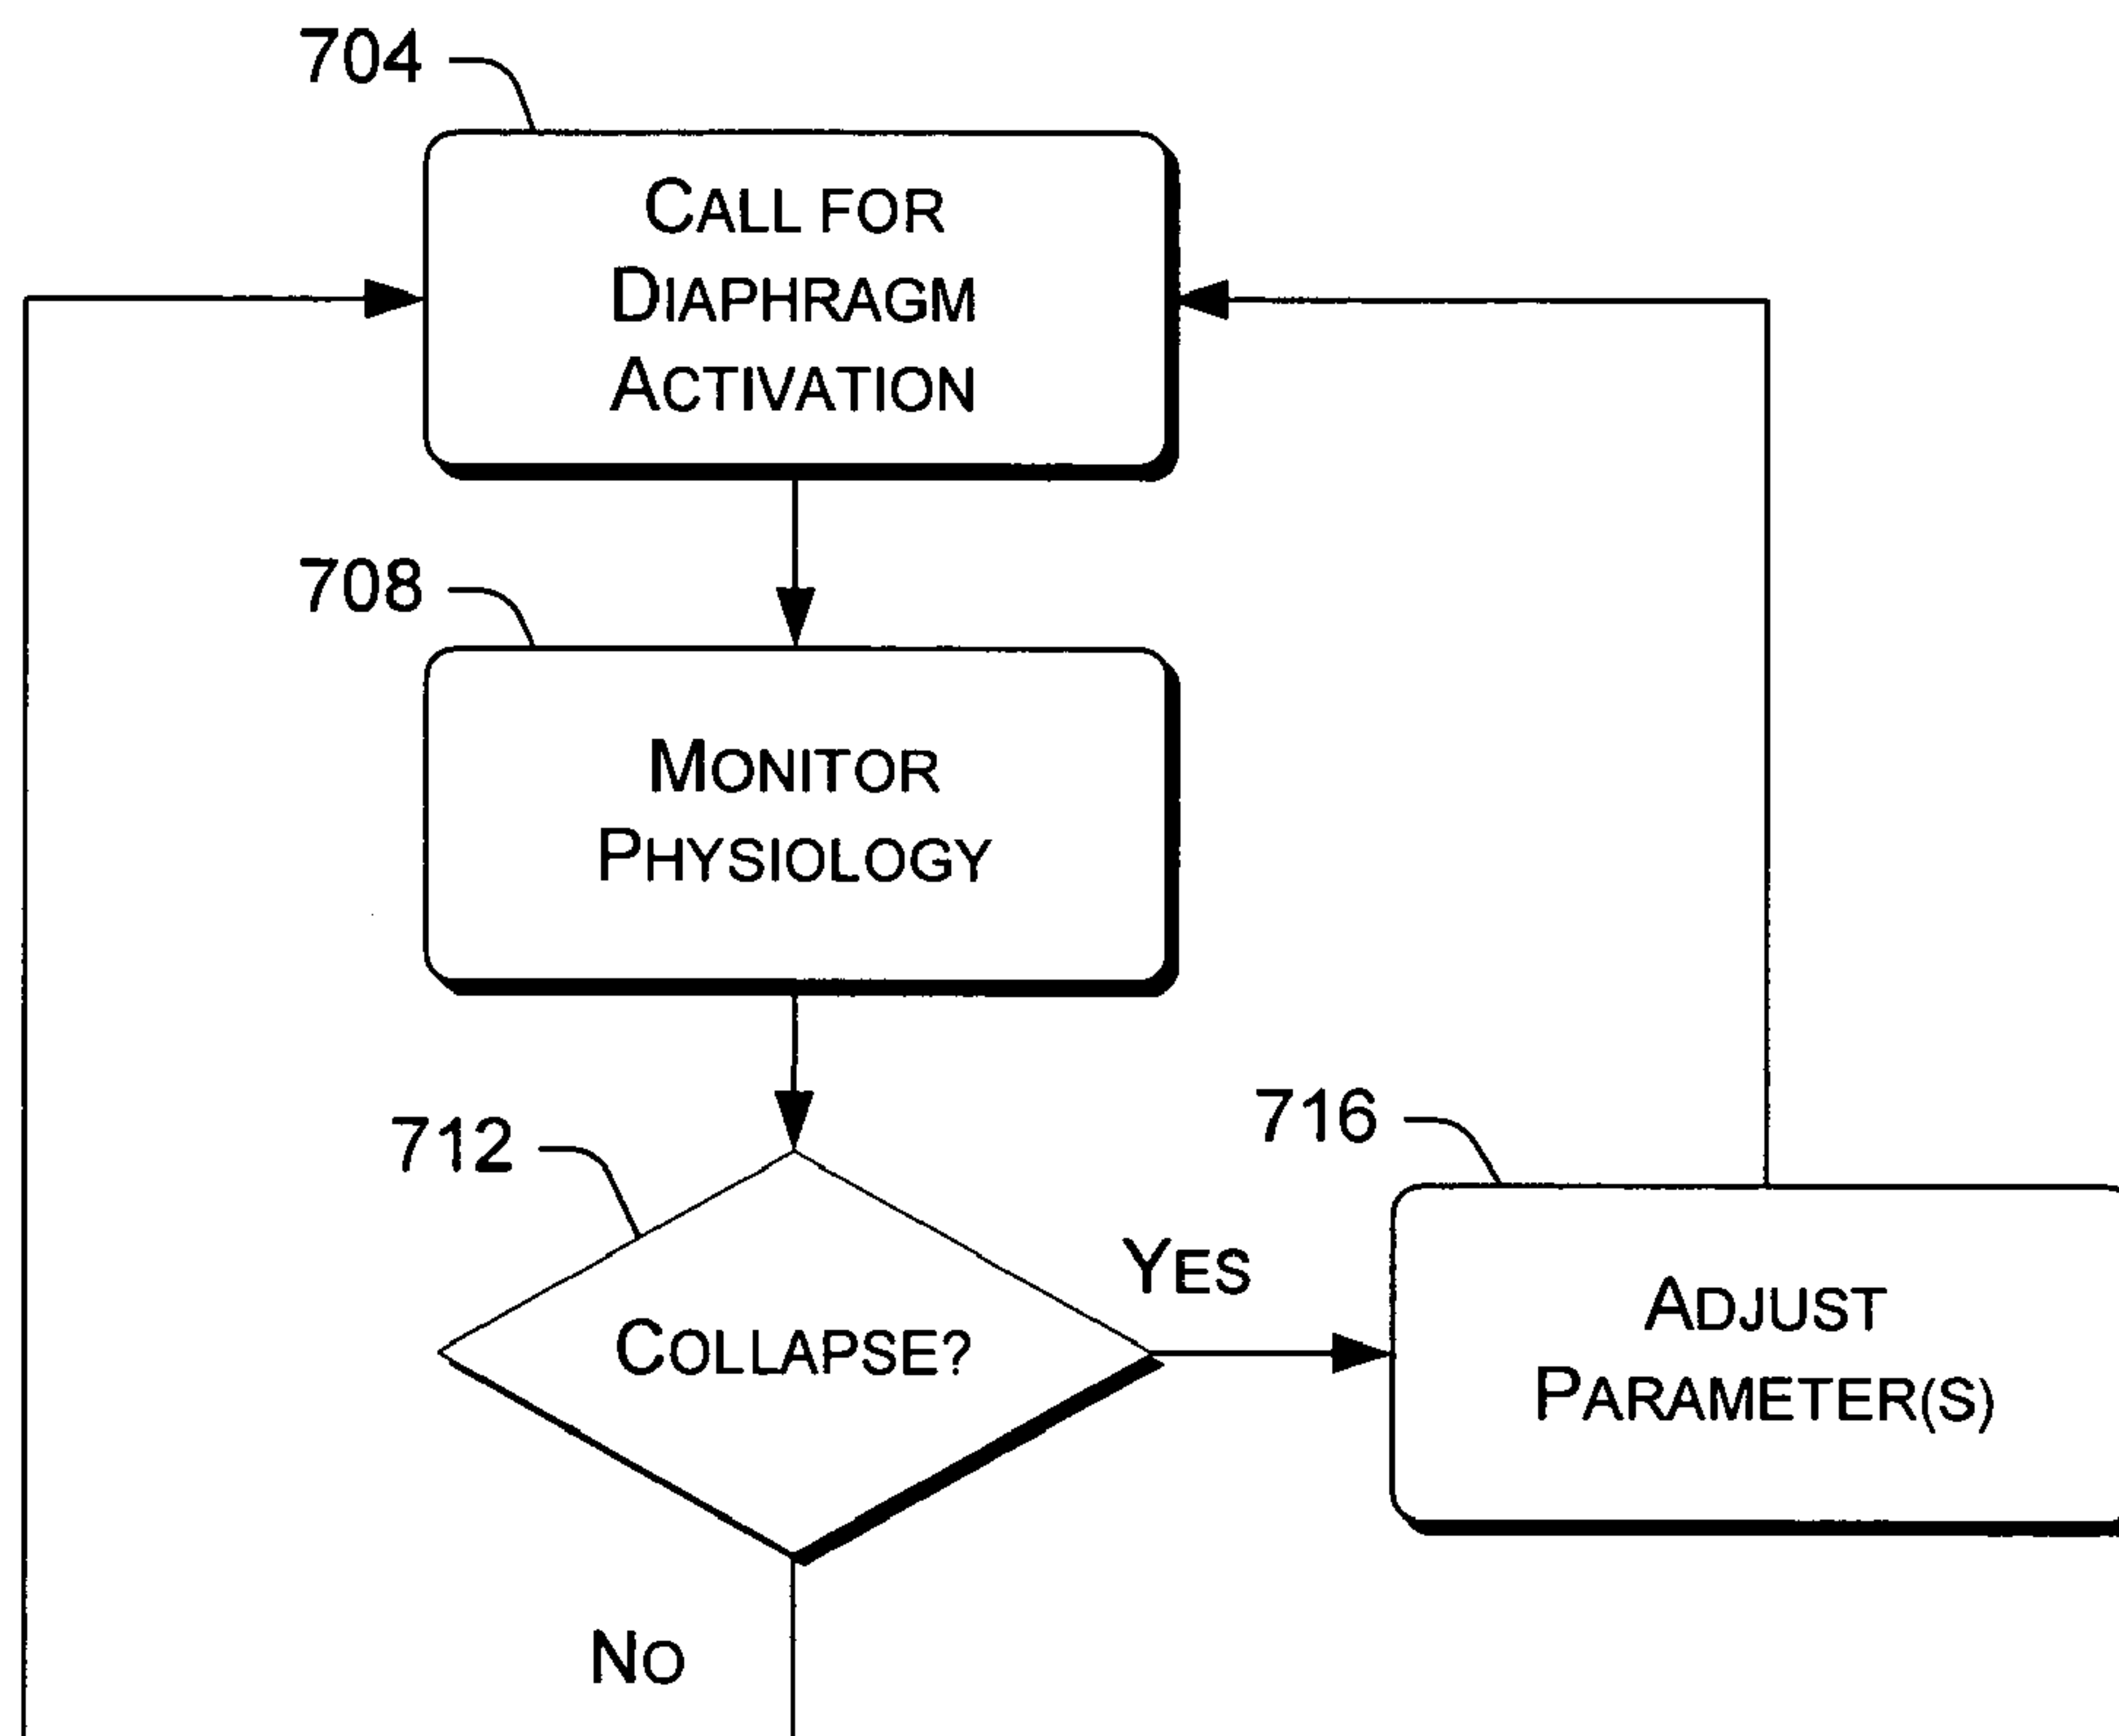 704
CALL FOR
DIAPHRAGM
ACTIVATION
708
MONITOR
PHYSIOLOGY
712
COLLAPSE?
YES
716
ADJUST
PARAMETER(S)
NO